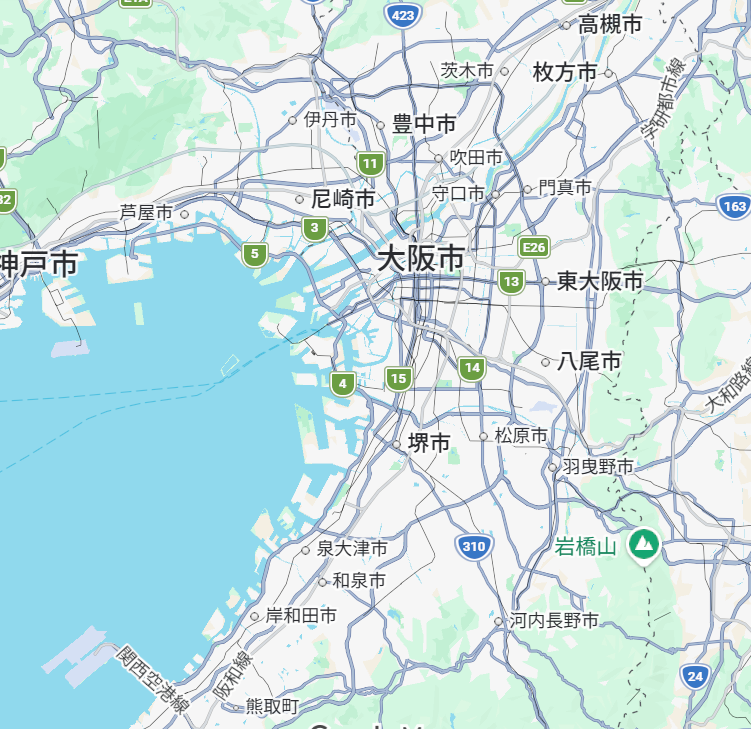 E1A
423
高槻市
茨木市
枚方市
学研都市線
伊丹市
豊中市
11
吹田市
守口市
門真市
尼崎市
芦屋市
163
3
5
E26
神戸市
大阪市
13
東大阪市
八尾市
14
15
4
大和路線
堺市
松原市
羽曳野市
310
岩橋山
泉大津市
和泉市
岸和田市
河内長野市
関西空港線
阪和線
24
熊取町